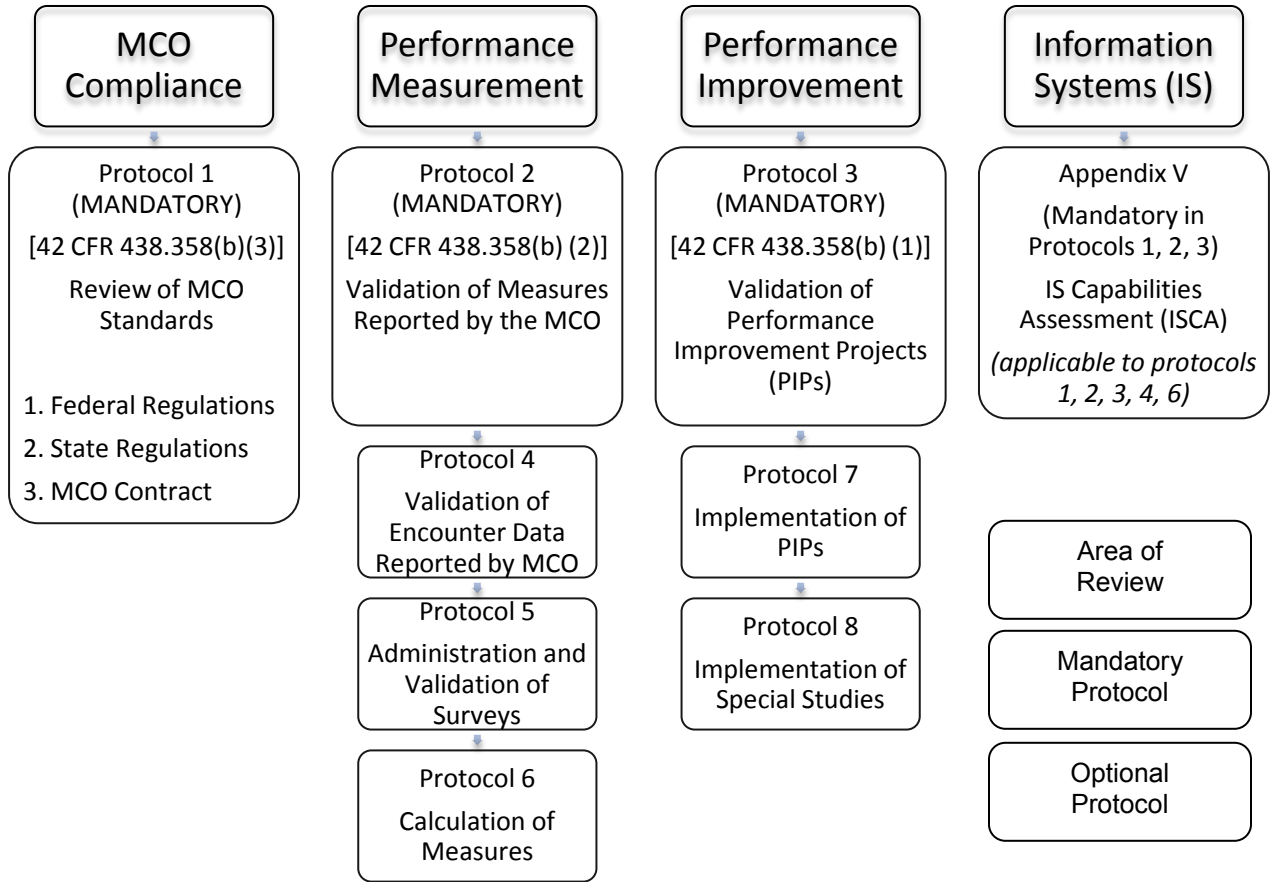 MCO
Compliance
Protocol 1
(MANDATORY)
[42 CFR 438.358(b)(3)]
Review of MCO
Standards
1. Federal Regulations
2. State Regulations
3. MCO Contract
Performance
Measurement
Protocol 2
(MANDATORY)
[42 CFR 438.358(b) (2)]
Validation of Measures
Reported by the MCO
Protocol 4
Validation of
Encounter Data
Reported by MCO
Protocol 5
Administration and
Validation of
Surveys
Protocol 6
Calculation of
Measures
Performance
Improvement
Protocol 3
(MANDATORY)
[42 CFR 438.358(b) (1)]
Validation of
Performance
Improvement Projects
(PIPs)
Protocol 7
Implementation of
PIPs
Protocol 8
Implementation of
Special Studies
Information
Systems (IS)
Appendix V
(Mandatory in
Protocols 1, 2, 3)
IS Capabilities
Assessment (ISCA)
(applicable to protocols
1, 2, 3, 4, 6)
Area of
Review
Mandatory
Protocol
Optional
Protocol